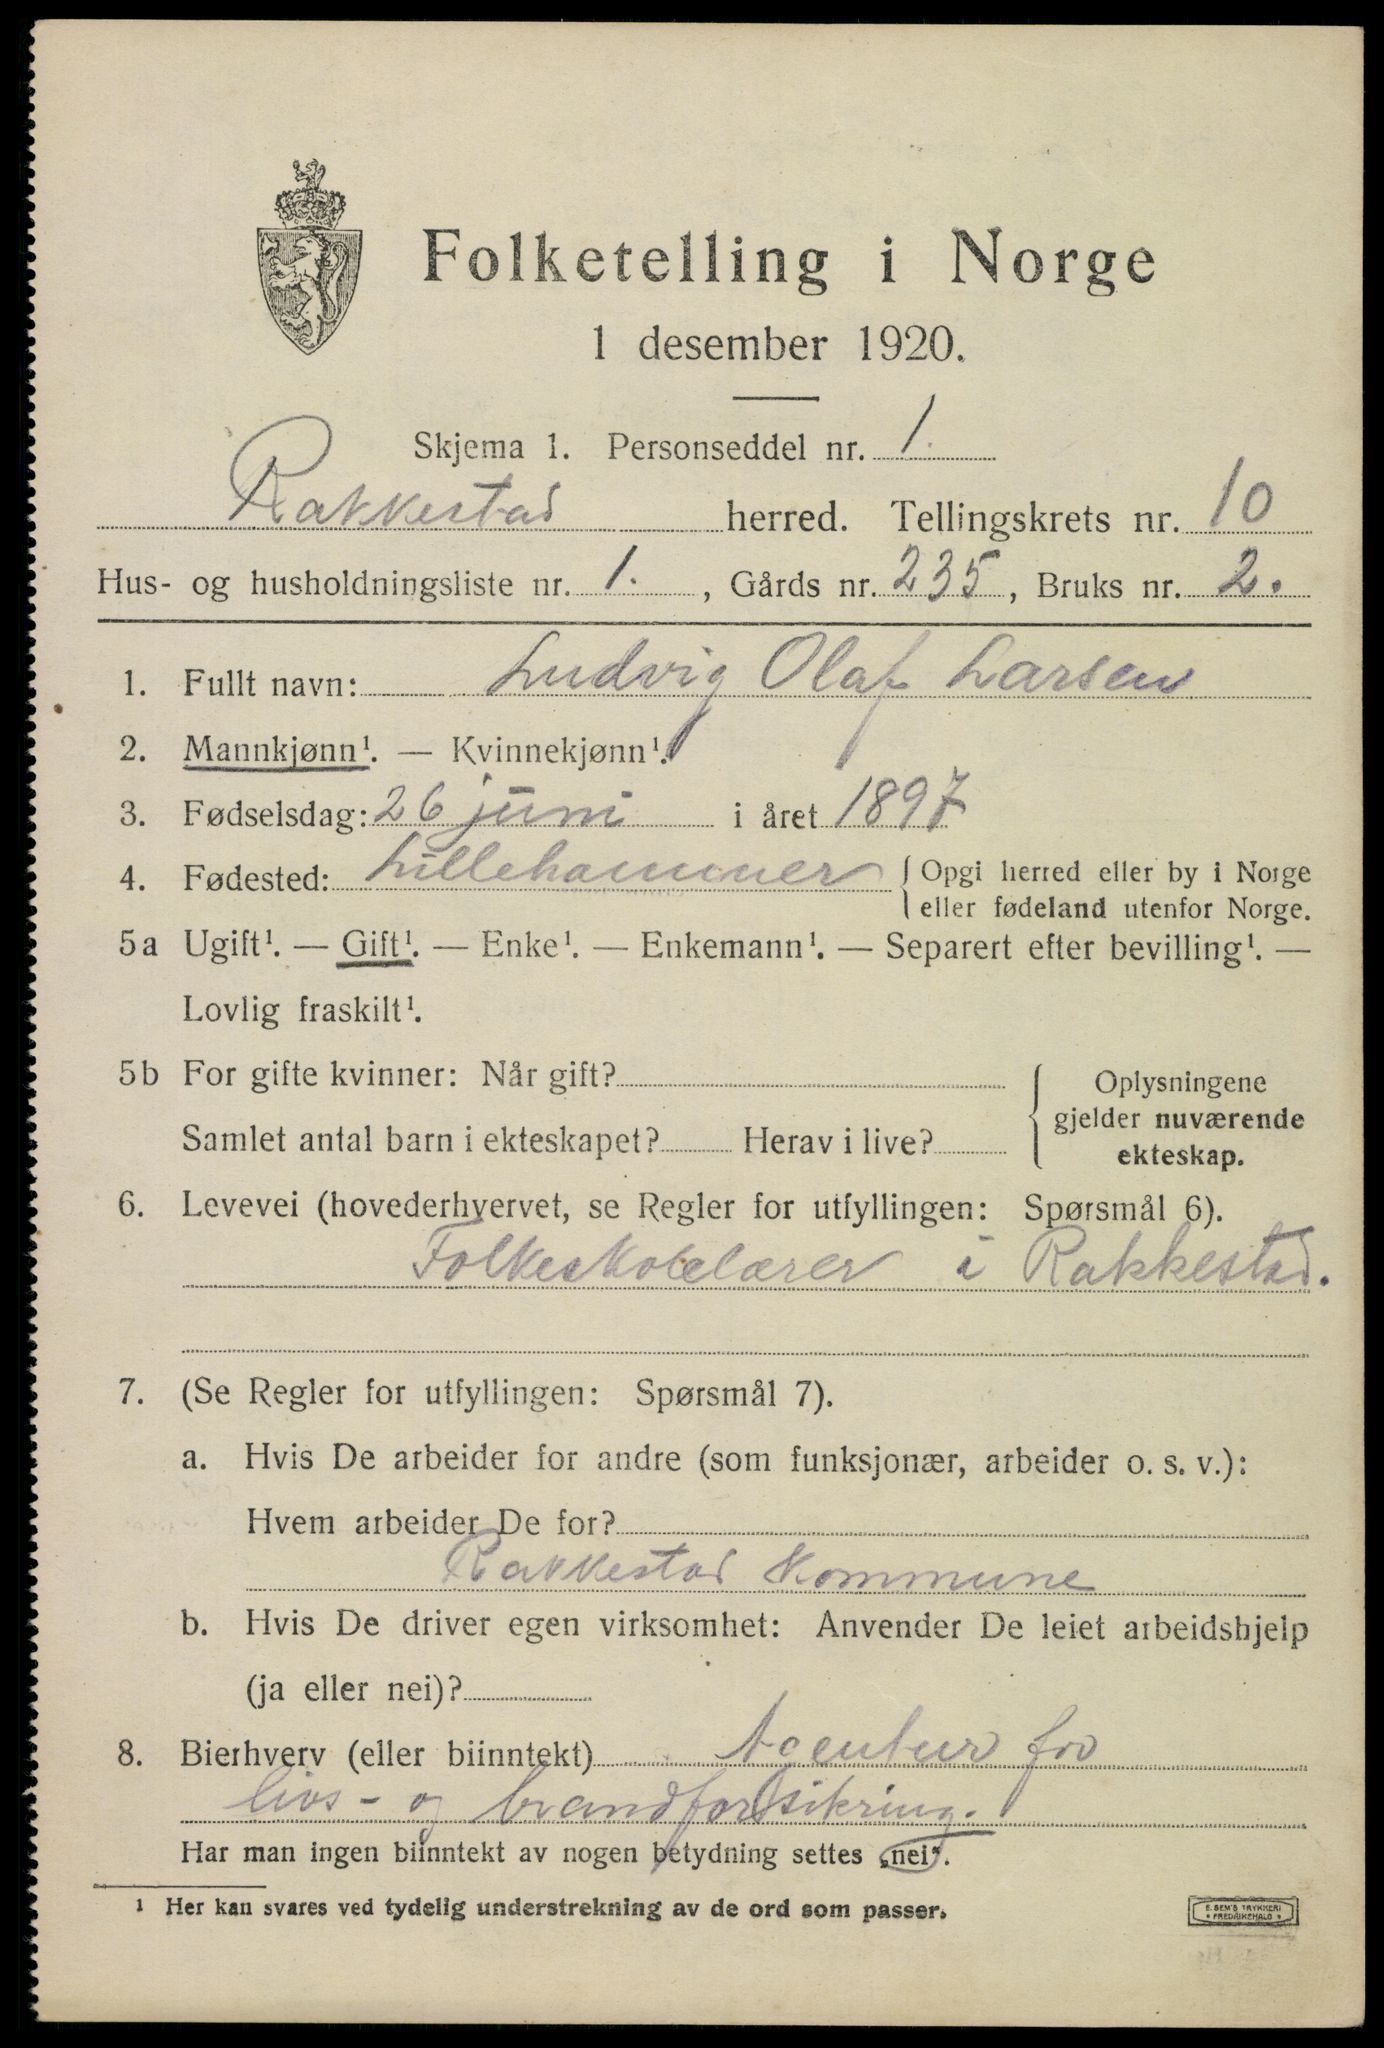 Folketelling i Norge
1 desember 1920.
Skjema 1. Personseddel nr. 1.
Rakkestad herred. Tellingskrets nr. 10
Hus- og husholdningsliste nr. 1. , Gårds nr. 235, Bruks nr. 2.
1. Fullt navn: Ludvig Olaf Larsen
2. Mannkjønn¹. — Kvinnekjønn¹.
3. Fødselsdag: 26 juni i året 1897
4. Fødested: Lillehammer { Opgi herred eller by i Norge
eller fødeland utenfor Norge.
5a Ugift¹. — Gift¹. — Enke¹. — Enkemann¹. — Separert efter bevilling¹. —
Lovlig fraskilt¹.
5b For gifte kvinner: Når gift?
Samlet antal barn i ekteskapet? Herav i live?
Oplysningene
gjelder nuværende
ekteskap.
6. Levevei (hovederhvervet, se Regler for utfyllingen: Spørsmål 6).
Folkeskolelærer i Rakkestad.
7. (Se Regler for utfyllingen: Spørsmål 7).
a. Hvis De arbeider for andre (som funksjonær, arbeider o. s. v.):
Hvem arbeider De for?
Rakkestad Kommune
b. Hvis De driver egen virksomhet: Anvender De leiet arbeidshjelp
(ja eller nei)?
8. Bierhverv (eller biinntekt) Agentur for
livs- og brandforsikring.
Har man ingen biinntekt av nogen betydning settes „nei“.
¹ Her kan svares ved tydelig understrekning av de ord som passer.
E. SEM'S TRYKKERI
• FREDRIKSHALD •